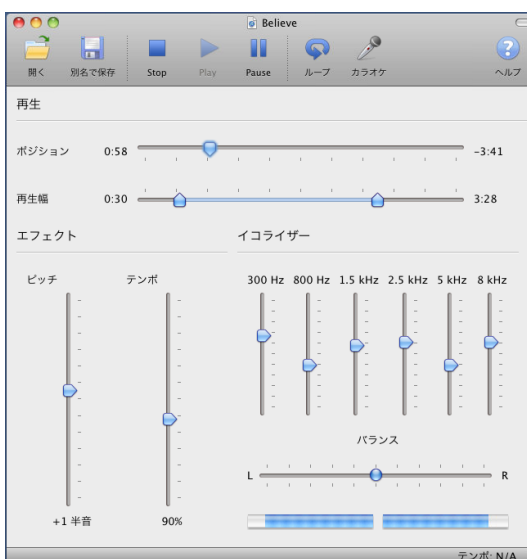 Believe
開く 別名で保存 Stop Play Pause ループ カラオケ ヘルプ
再生
ポジション 0:58 -3:41
再生幅 0:30 3:28
エフェクト イコライザー
ピッチ テンポ 300 Hz 800 Hz 1.5 kHz 2.5 kHz 5 kHz 8 kHz
バランス
L R
+1 半音 90%
テンポ: N/A